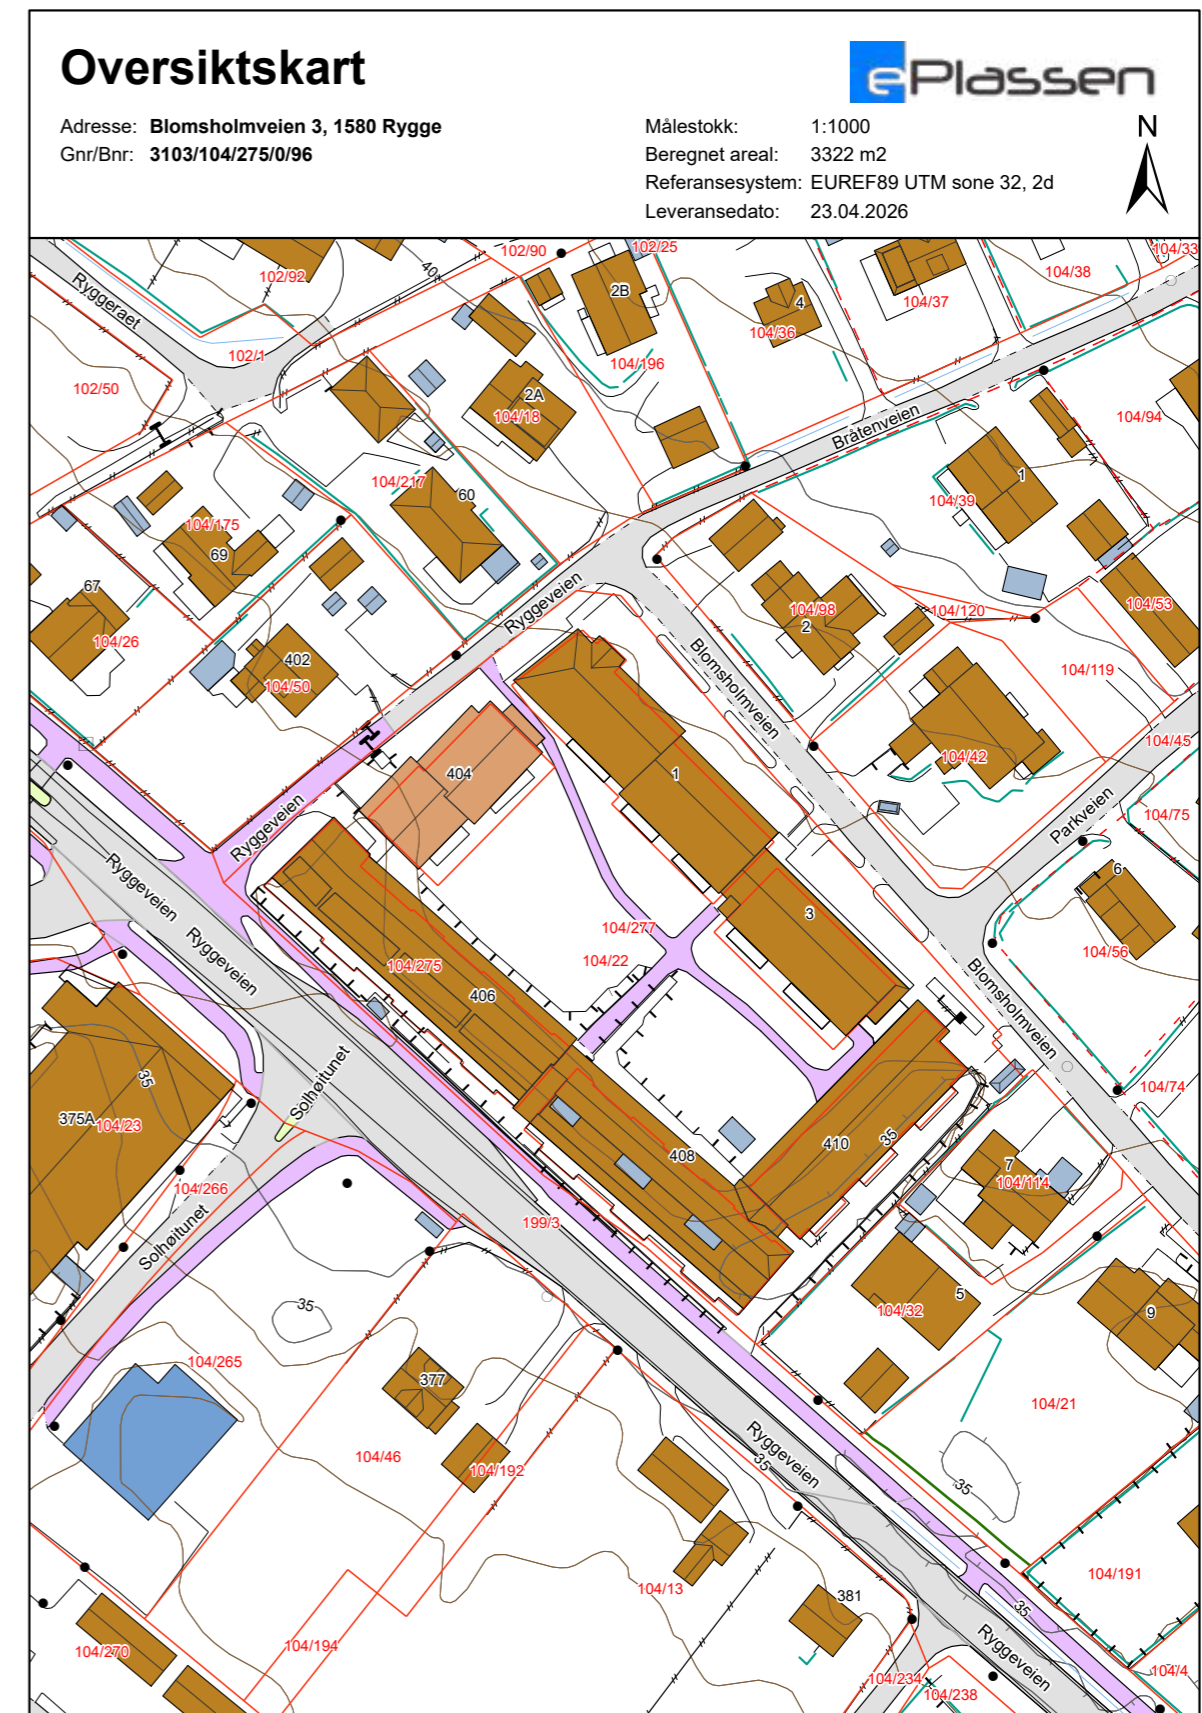 Oversiktskart
ePlassen
Adresse: Blomsholmveien 3, 1580 Rygge
Gnr/Bnr: 3103/104/275/0/96
Målestokk: 1:1000
Beregnet areal: 3322 m2
Referansesystem: EUREF89 UTM sone 32, 2d
Leveransedato: 23.04.2026
N
102/90
102/25
104/33
102/92
40
104/38
Ryggeraet
2B
4
104/37
102/1
104/36
104/196
102/50
2A
104/18
104/94
Bråtenveien
104/217
60
1
104/39
104/175
69
67
Ryggeveien
104/98
2
104/120
104/53
104/26
402
104/50
Blomsholmveien
104/119
104/45
404
1
104/42
Ryggeveien
Parkveien
104/75
Ryggeveien
6
3
Ryggeveien
104/277
104/22
104/275
406
104/56
Blomsholmveien
35
Solhøitunet
104/74
375A
104/23
408
410
35
7
104/114
104/266
199/3
Solhøitunet
35
5
104/32
9
104/265
377
104/21
104/46
104/192
Ryggeveien
35
35
104/13
381
104/191
35
104/270
104/194
Ryggeveien
104/234
104/238
104/4